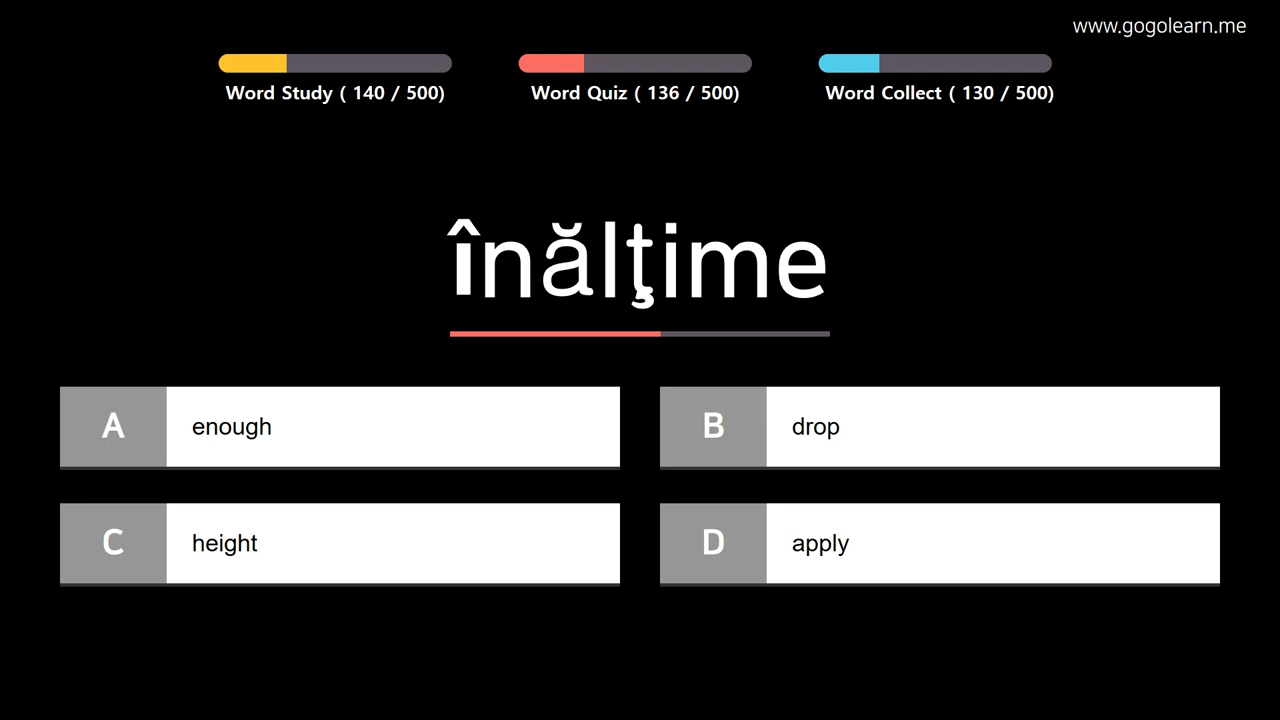 www.gogolearn.me
Word Study ( 140 / 500)
Word Quiz ( 136 / 500)
Word Collect ( 130 / 500)
înălţime
A enough
B drop
C height
D apply